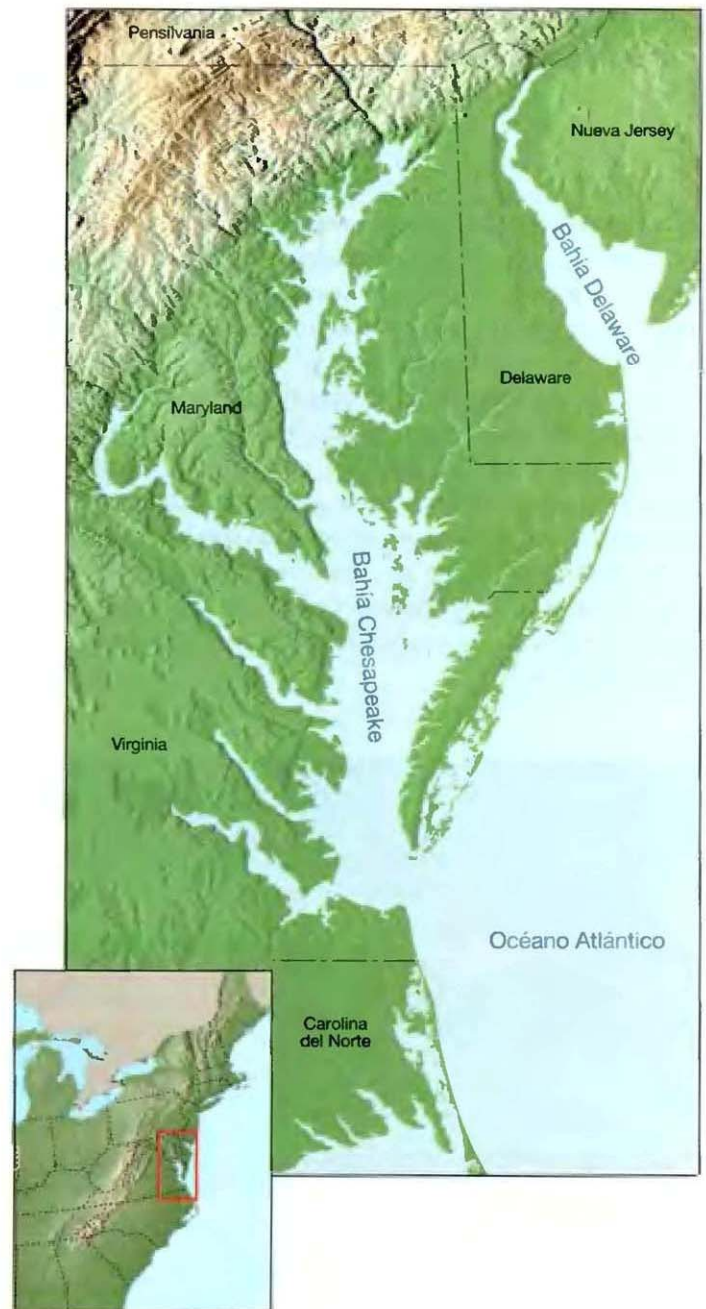 Pensilvania
Nueva Jersey
Bahía Delaware
Delaware
Maryland
Bahía Chesapeake
Virginia
Océano Atlántico
Carolina
del Norte